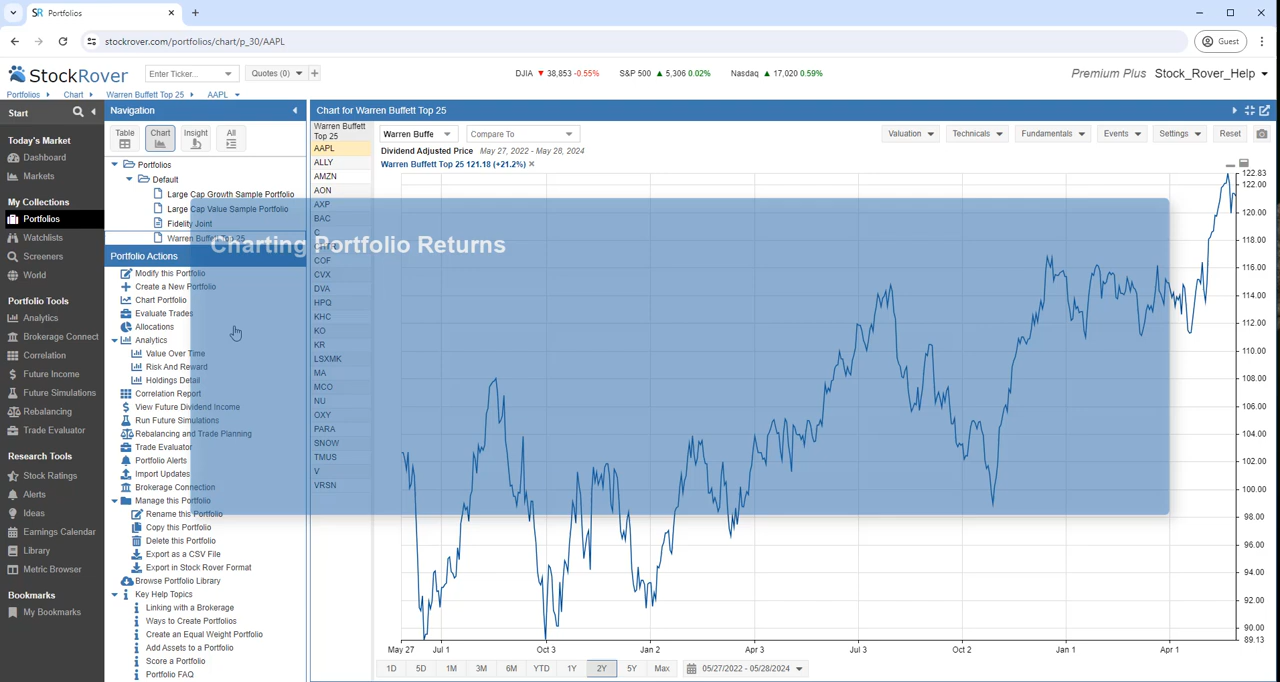 Portfolios
stockrover.com/portfolios/chart/p_30/AAPL
Guest
StockRover
Enter Ticker...
Quotes (0)
DJIA ▼ 38,853 -0.55%
S&P 500 ▲ 5,306 0.02%
Nasdaq ▲ 17,020 0.59%
Premium Plus Stock_Rover_Help
Portfolios
Chart
Warren Buffett Top 25
AAPL
Start
Today's Market
Dashboard
Markets
My Collections
Portfolios
Watchlists
Screeners
World
Portfolio Tools
Analytics
Brokerage Connect
Correlation
Future Income
Future Simulations
Rebalancing
Trade Evaluator
Research Tools
Stock Ratings
Alerts
Ideas
Earnings Calendar
Library
Metric Browser
Bookmarks
My Bookmarks
Navigation
Table
Chart
Insight
All
Portfolios
Default
Large Cap Growth Sample Portfolio
Large Cap Value Sample Portfolio
Fidelity Joint
Warren Buffett Top 25
Portfolio Actions
Modify this Portfolio
Create a New Portfolio
Chart Portfolio
Evaluate Trades
Allocations
Analytics
Value Over Time
Risk And Reward
Holdings Detail
Correlation Report
View Future Dividend Income
Run Future Simulations
Rebalancing and Trade Planning
Trade Evaluator
Portfolio Alerts
Import Updates
Brokerage Connection
Manage this Portfolio
Rename this Portfolio
Copy this Portfolio
Delete this Portfolio
Export as a CSV File
Export in Stock Rover Format
Browse Portfolio Library
Key Help Topics
Linking with a Brokerage
Ways to Create Portfolios
Create an Equal Weight Portfolio
Add Assets to a Portfolio
Score a Portfolio
Portfolio FAQ
Charting Portfolio Returns
Chart for Warren Buffett Top 25
Warren Buffett
Top 25
AAPL
ALLY
AMZN
AON
AXP
BAC
C
COF
CVX
DVA
HPQ
KHC
KO
KR
LSXMK
MA
MCO
NU
OXY
PARA
SNOW
TMUS
V
VRSN
Warren Buffe
Compare To
Valuation
Technicals
Fundamentals
Events
Settings
Reset
Dividend Adjusted Price May 27, 2022 - May 28, 2024
Warren Buffett Top 25 121.18 (+21.2%)
122.83
122.00
120.00
118.00
116.00
114.00
112.00
110.00
108.00
106.00
104.00
102.00
100.00
98.00
96.00
94.00
92.00
90.00
89.13
May 27
Jul 1
Oct 3
Jan 2
Apr 3
Jul 3
Oct 2
Jan 1
Apr 1
1D
5D
1M
3M
6M
YTD
1Y
2Y
5Y
Max
05/27/2022 - 05/28/2024